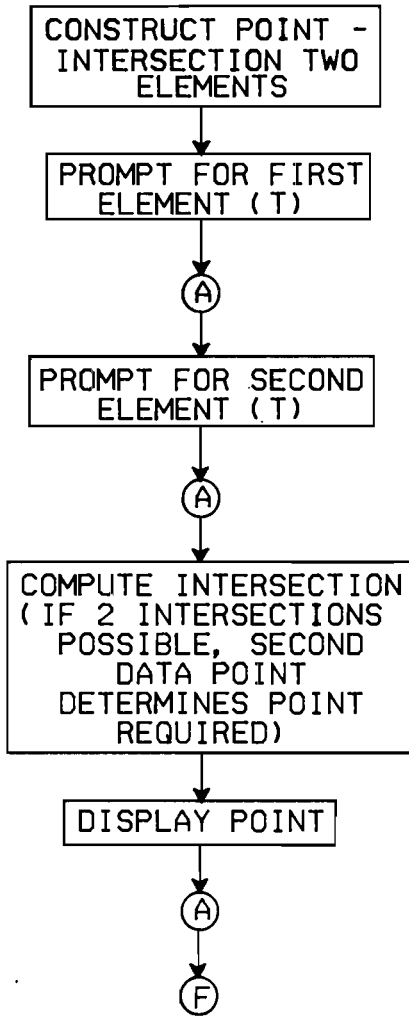 CONSTRUCT POINT -
INTERSECTION TWO
ELEMENTS
PROMPT FOR FIRST
ELEMENT (T)
A
PROMPT FOR SECOND
ELEMENT (T)
A
COMPUTE INTERSECTION
(IF 2 INTERSECTIONS
POSSIBLE, SECOND
DATA POINT
DETERMINES POINT
REQUIRED)
DISPLAY POINT
A
F